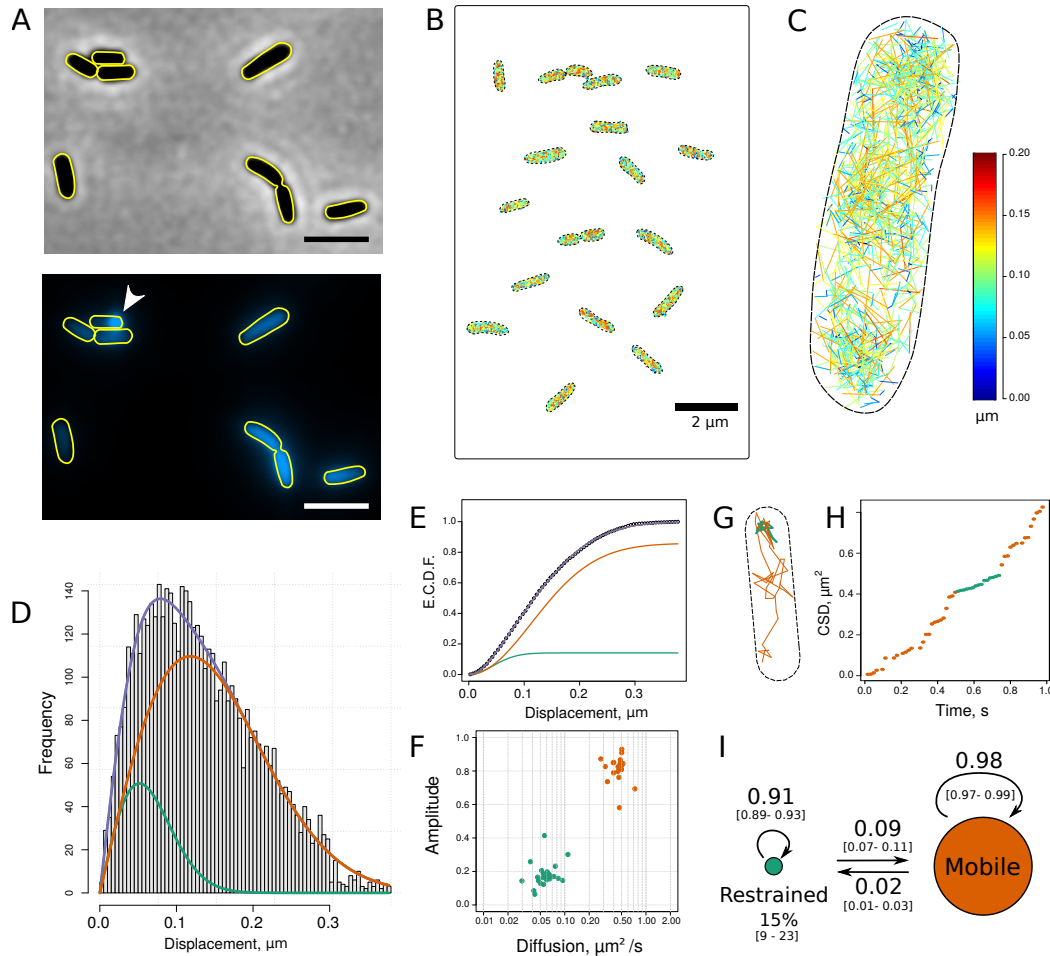 A
B
2 μm
C
0.20
0.15
0.10
0.05
0.00
μm
D
Frequency
140
120
100
80
60
40
20
0
0.0
0.1
0.2
0.3
Displacement, μm
E
E.C.D.F.
1.0
0.8
0.6
0.4
0.2
0.0
0.0
0.1
0.2
0.3
Displacement, μm
F
Amplitude
1.0
0.8
0.6
0.4
0.2
0.0
0.01
0.05
0.20
0.50
1.00
2.00
Diffusion, μm²/s
G
H
CSD, μm²
0.6
0.4
0.2
0.0
0.0
0.2
0.4
0.6
0.8
1.0
Time, s
I
0.91
[0.89- 0.93]
Restrained
15%
[9 - 23]
0.09
[0.07- 0.11]
0.02
[0.01- 0.03]
0.98
[0.97- 0.99]
Mobile